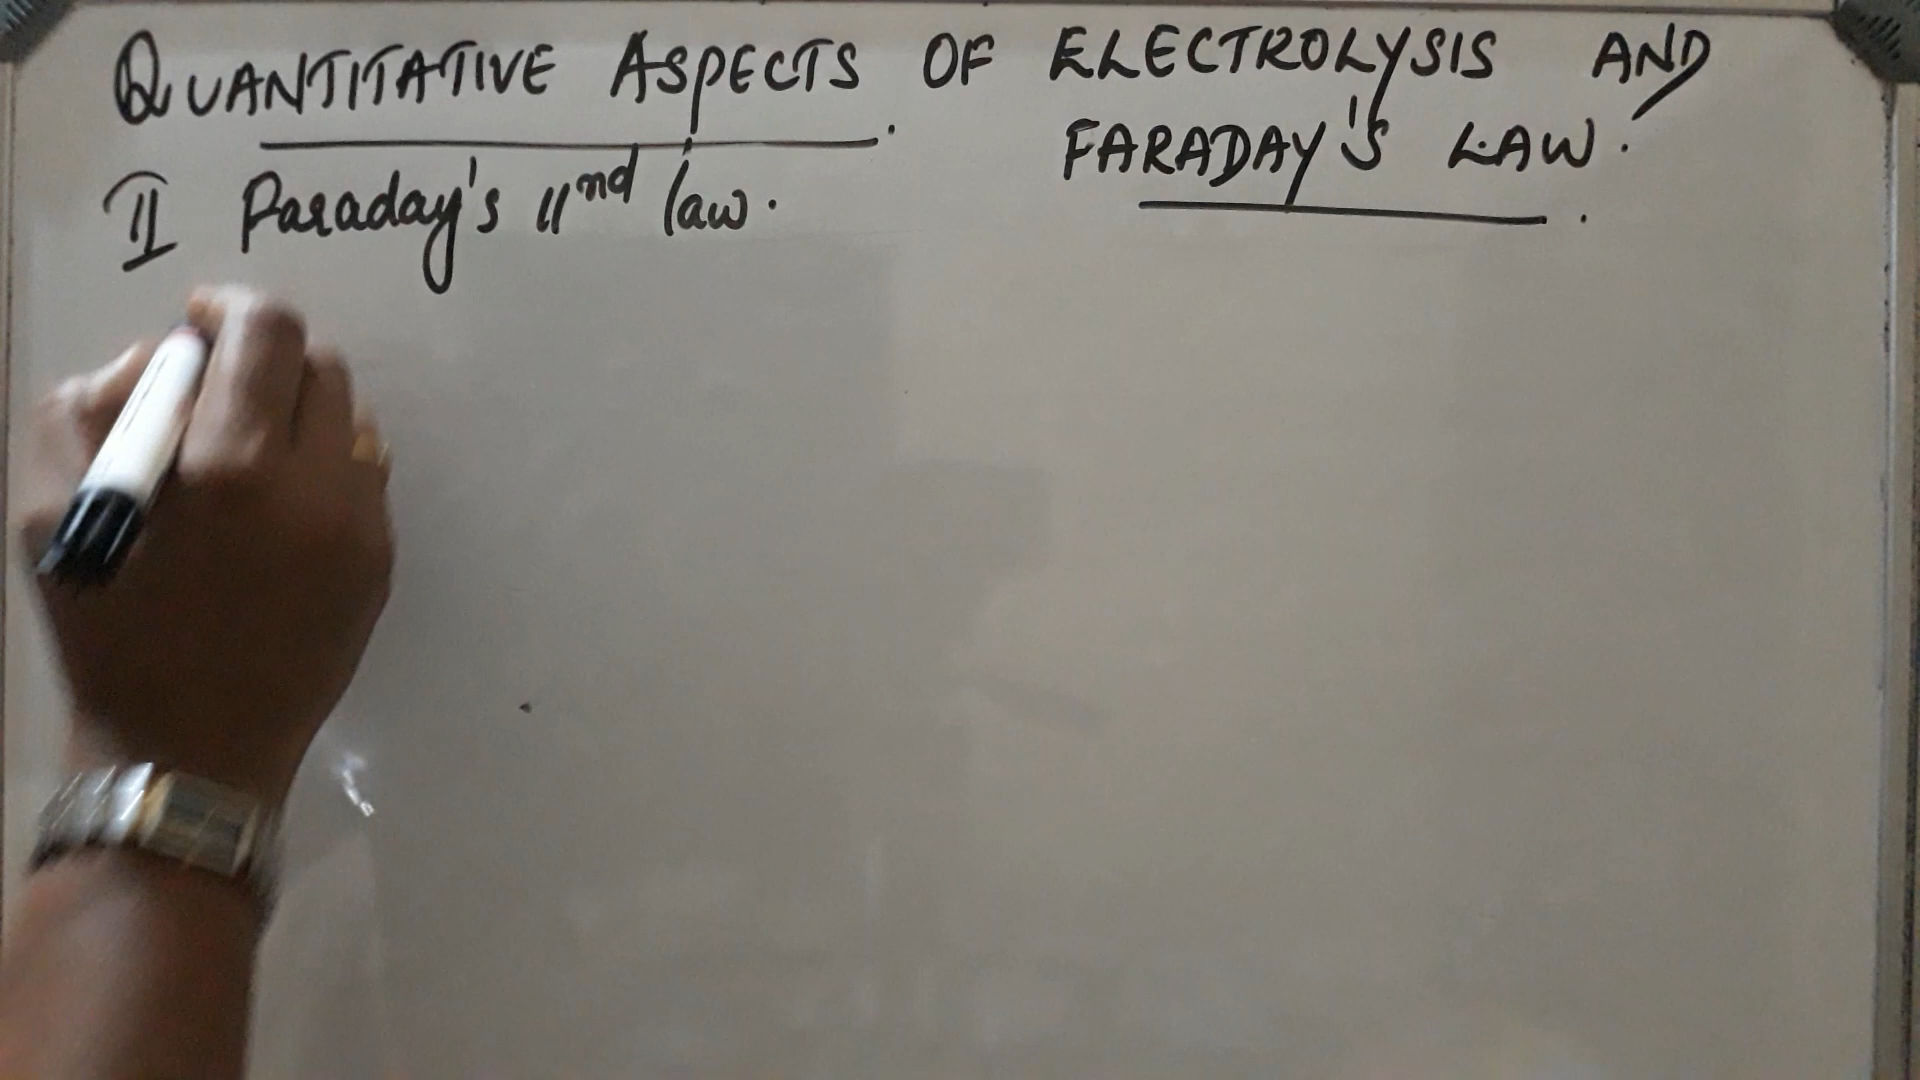 QUANTITATIVE ASPECTS OF ELECTROLYSIS AND
FARADAY'S LAW.
II Faraday's IInd law.